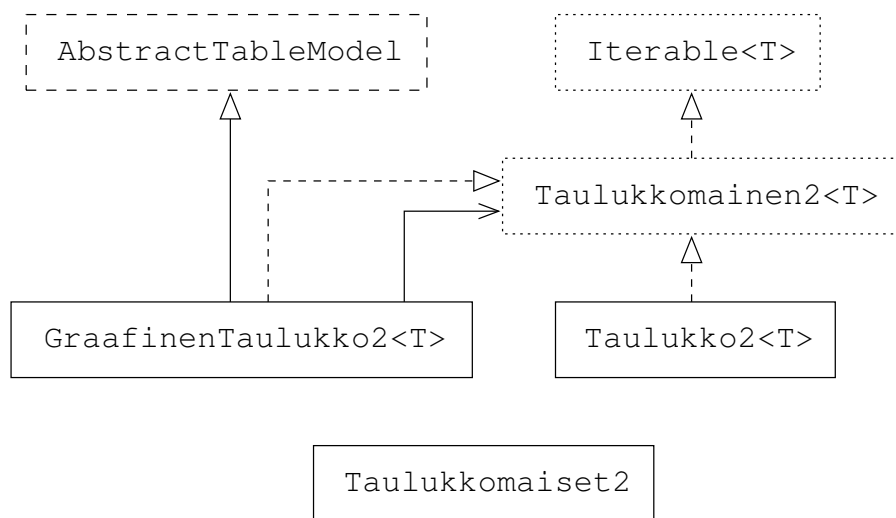 AbstractTableModel
Iterable<T>
Taulukkomainen2<T>
GraafinenTaulukko2<T>
Taulukko2<T>
Taulukkomaiset2